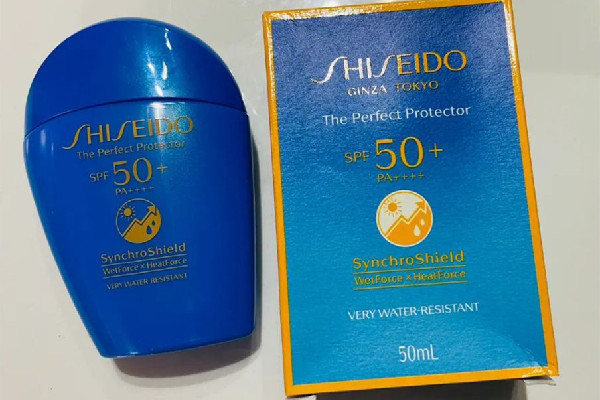 SHISEIDO
The Perfect Protector
SPF 50+
PA++++
SynchroShield
WetForce × HeatForce
VERY WATER-RESISTANT
SHISEIDO
GINZA TOKYO
The Perfect Protector
SPF 50+
PA++++
SynchroShield
WetForce × HeatForce
VERY WATER-RESISTANT
50mL